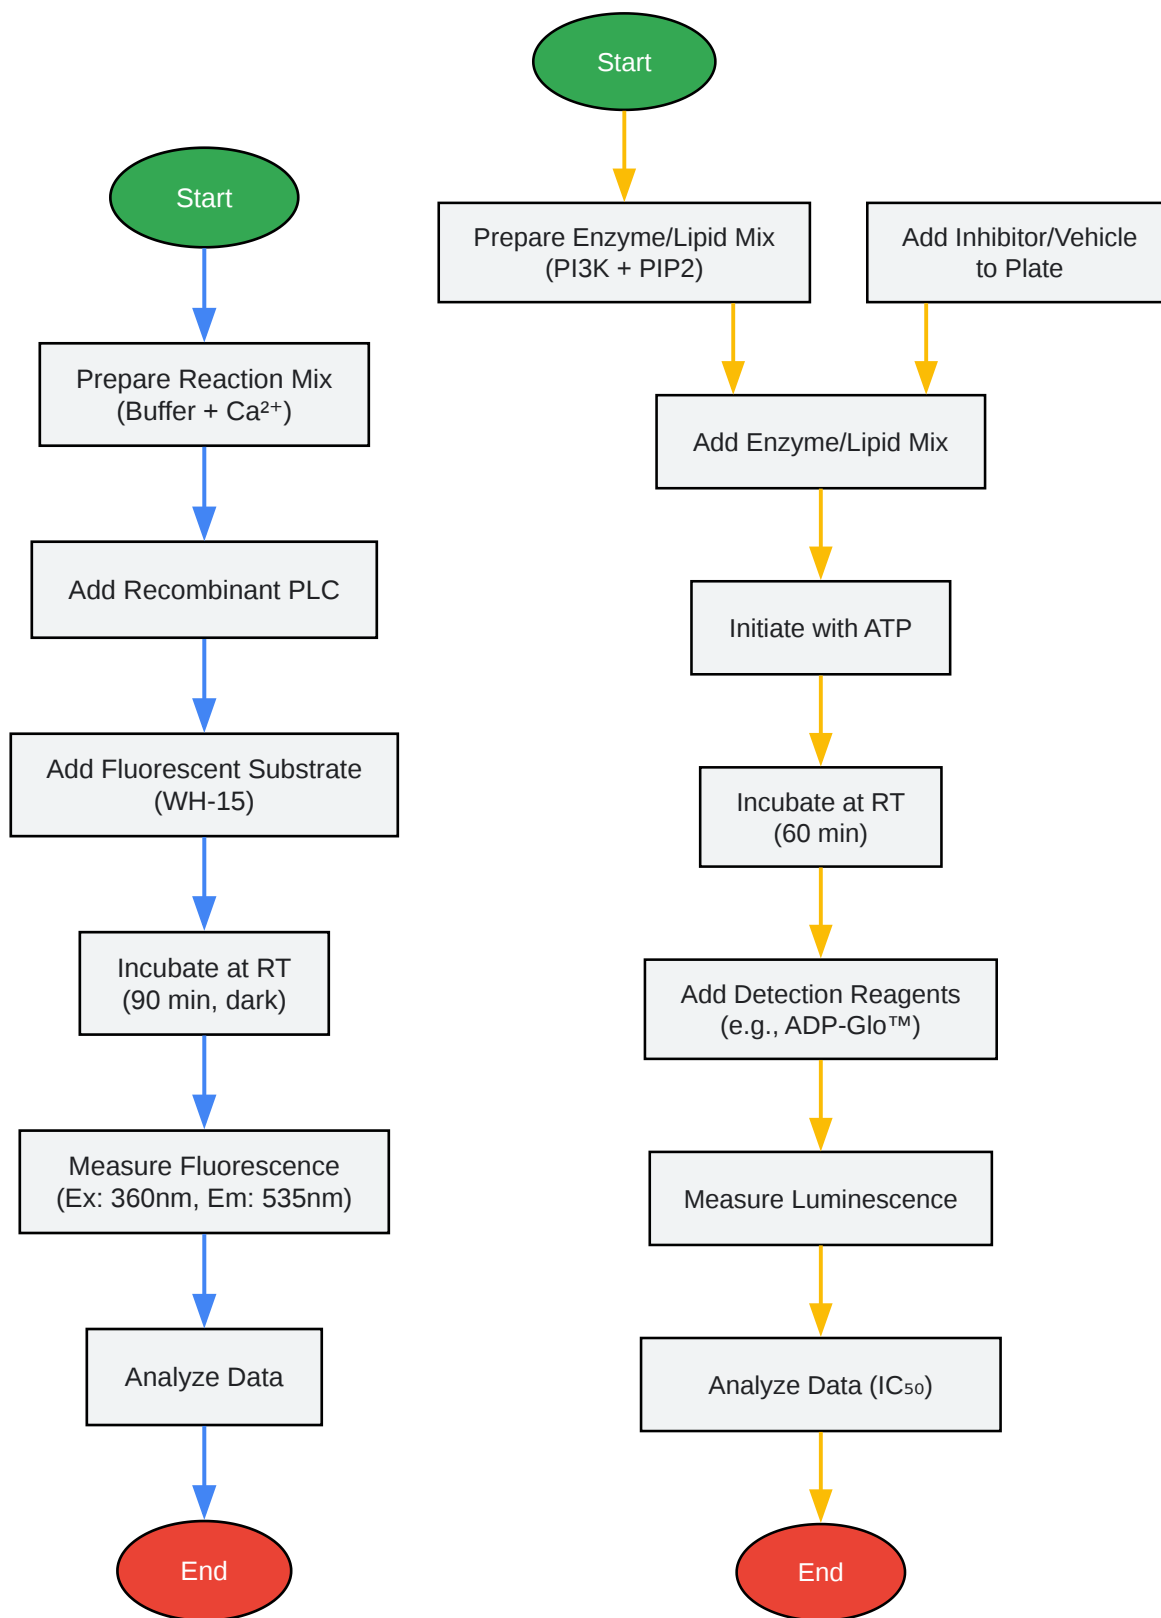 Start
Prepare Reaction Mix
(Buffer + Ca²⁺)
Add Recombinant PLC
Add Fluorescent Substrate
(WH-15)
Incubate at RT
(90 min, dark)
Measure Fluorescence
(Ex: 360nm, Em: 535nm)
Analyze Data
End
Start
Prepare Enzyme/Lipid Mix
(PI3K + PIP2)
Add Inhibitor/Vehicle
to Plate
Add Enzyme/Lipid Mix
Initiate with ATP
Incubate at RT
(60 min)
Add Detection Reagents
(e.g., ADP-Glo™)
Measure Luminescence
Analyze Data (IC₅₀)
End